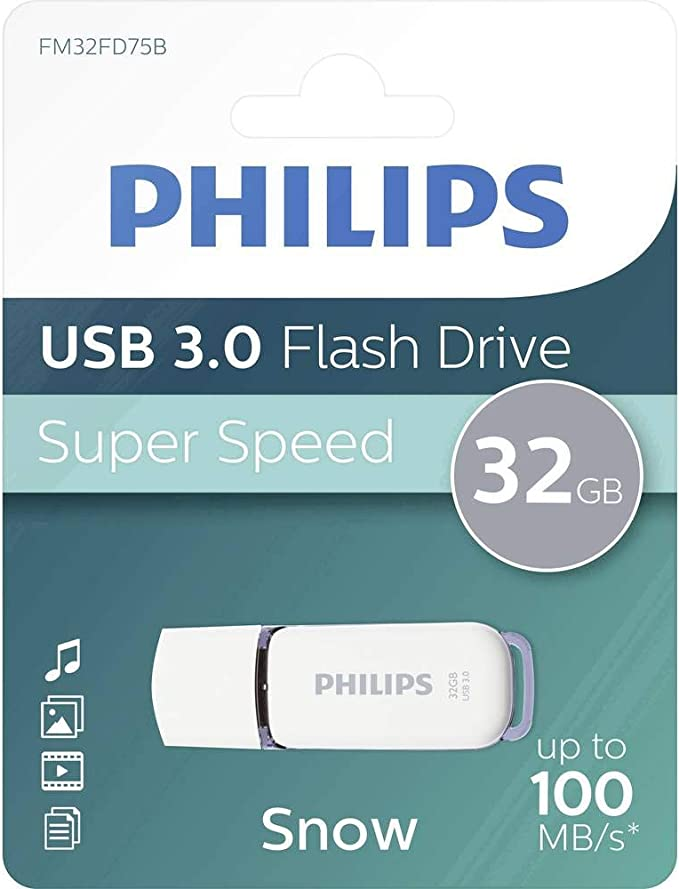 FM32FD75B
PHILIPS
USB 3.0 Flash Drive
Super Speed
32GB
PHILIPS
32GB
USB 3.0
up to
100
MB/s*
Snow